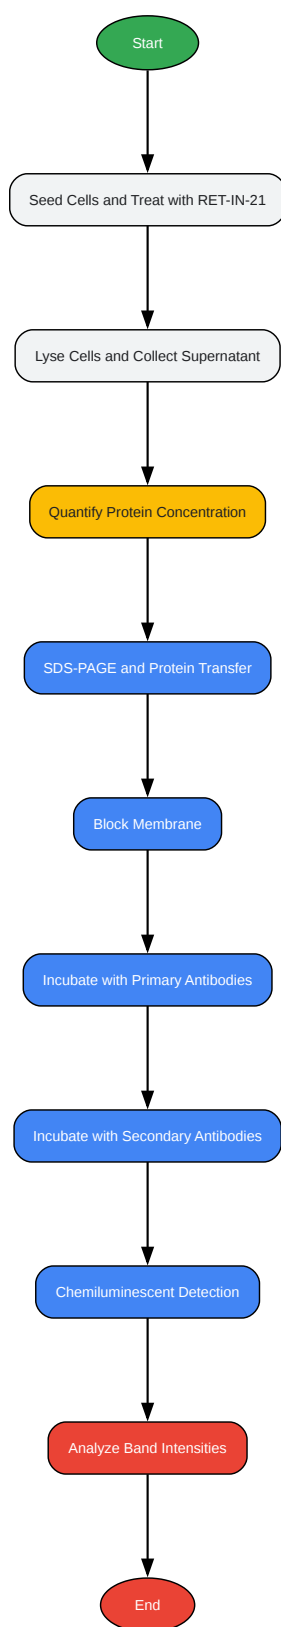 Start
Seed Cells and Treat with RET-IN-21
Lyse Cells and Collect Supernatant
Quantify Protein Concentration
SDS-PAGE and Protein Transfer
Block Membrane
Incubate with Primary Antibodies
Incubate with Secondary Antibodies
Chemiluminescent Detection
Analyze Band Intensities
End